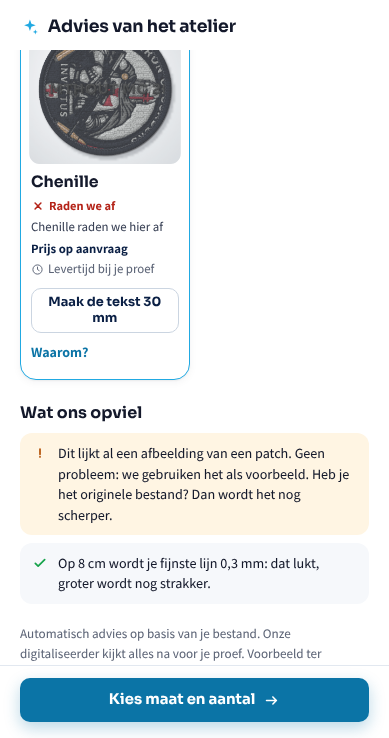 Advies van het atelier
INVICTUS
Chenille
Raden we af
Chenille raden we hier af
Prijs op aanvraag
Levertijd bij je proef
Maak de tekst 30
mm
Waarom?
Wat ons opviel
Dit lijkt al een afbeelding van een patch. Geen
probleem: we gebruiken het als voorbeeld. Heb je
het originele bestand? Dan wordt het nog
scherper.
Op 8 cm wordt je fijnste lijn 0,3 mm: dat lukt,
groter wordt nog strakker.
Automatisch advies op basis van je bestand. Onze
digitaliseerder kijkt alles na voor je proef. Voorbeeld ter
Kies maat en aantal →